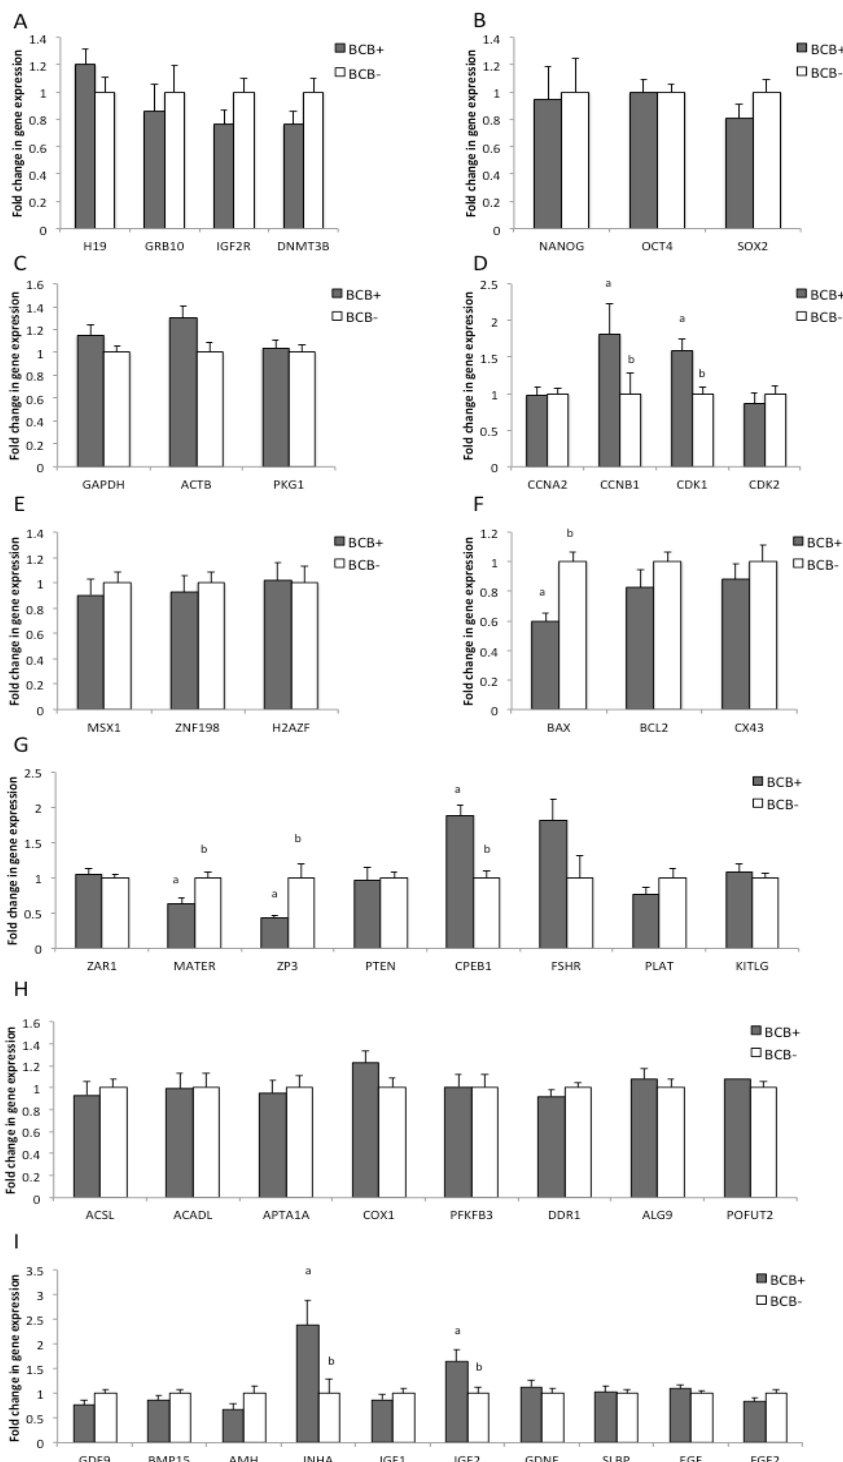 A
Fold change in gene expression
1.4
1.2
1
0.8
0.6
0.4
0.2
0
BCB+
BCB-
H19 GRB10 IGF2R DNMT3B
B
Fold change in gene expression
1.4
1.2
1
0.8
0.6
0.4
0.2
0
BCB+
BCB-
NANOG OCT4 SOX2
C
Fold change in gene expression
1.6
1.4
1.2
1
0.8
0.6
0.4
0.2
0
BCB+
BCB-
GAPDH ACTB PKG1
D
Fold change in gene expression
2.5
2
1.5
1
0.5
0
a
b
a
b
BCB+
BCB-
CCNA2 CCNB1 CDK1 CDK2
E
Fold change in gene expression
1.4
1.2
1
0.8
0.6
0.4
0.2
0
BCB+
BCB-
MSX1 ZNF198 H2AZF
F
Fold change in gene expression
1.2
1
0.8
0.6
0.4
0.2
0
a
b
BCB+
BCB-
BAX BCL2 CX43
G
Fold change in gene expression
2.5
2
1.5
1
0.5
0
a
b
a
b
a
b
BCB+
BCB-
ZAR1 MATER ZP3 PTEN CPEB1 FSHR PLAT KITLG
H
Fold change in gene expression
1.6
1.4
1.2
1
0.8
0.6
0.4
0.2
0
BCB+
BCB-
ACSL ACADL APTA1A COX1 PFKFB3 DDR1 ALG9 POFUT2
I
Fold change in gene expression
3.5
3
2.5
2
1.5
1
0.5
0
a
b
a
b
BCB+
BCB-
GDF9 BMP15 AMH INHA IGF1 IGF2 GDNF SLBP EGF FGF2